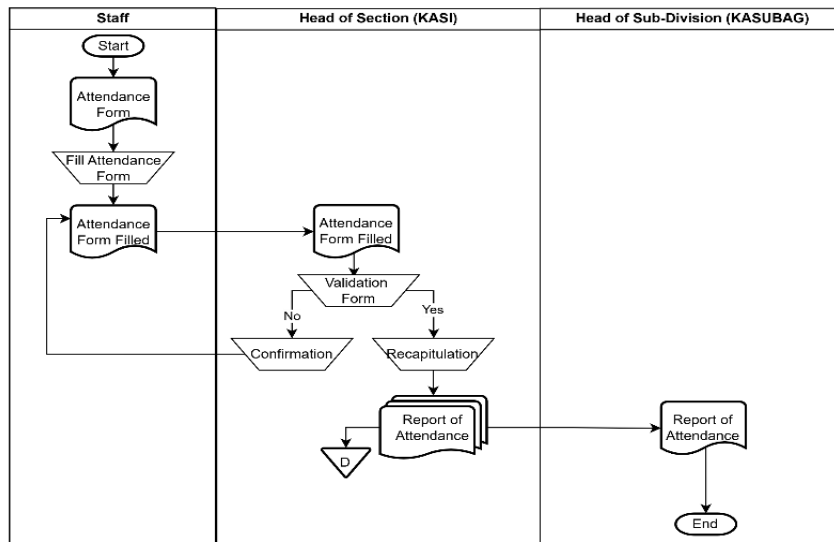 Staff
Head of Section (KASI)
Head of Sub-Division (KASUBAG)
Start
Attendance
Form
Fill Attendance
Form
Attendance
Form Filled
Attendance
Form Filled
Validation
Form
No
Yes
Confirmation
Recapitulation
Report of
Attendance
D
Report of
Attendance
End